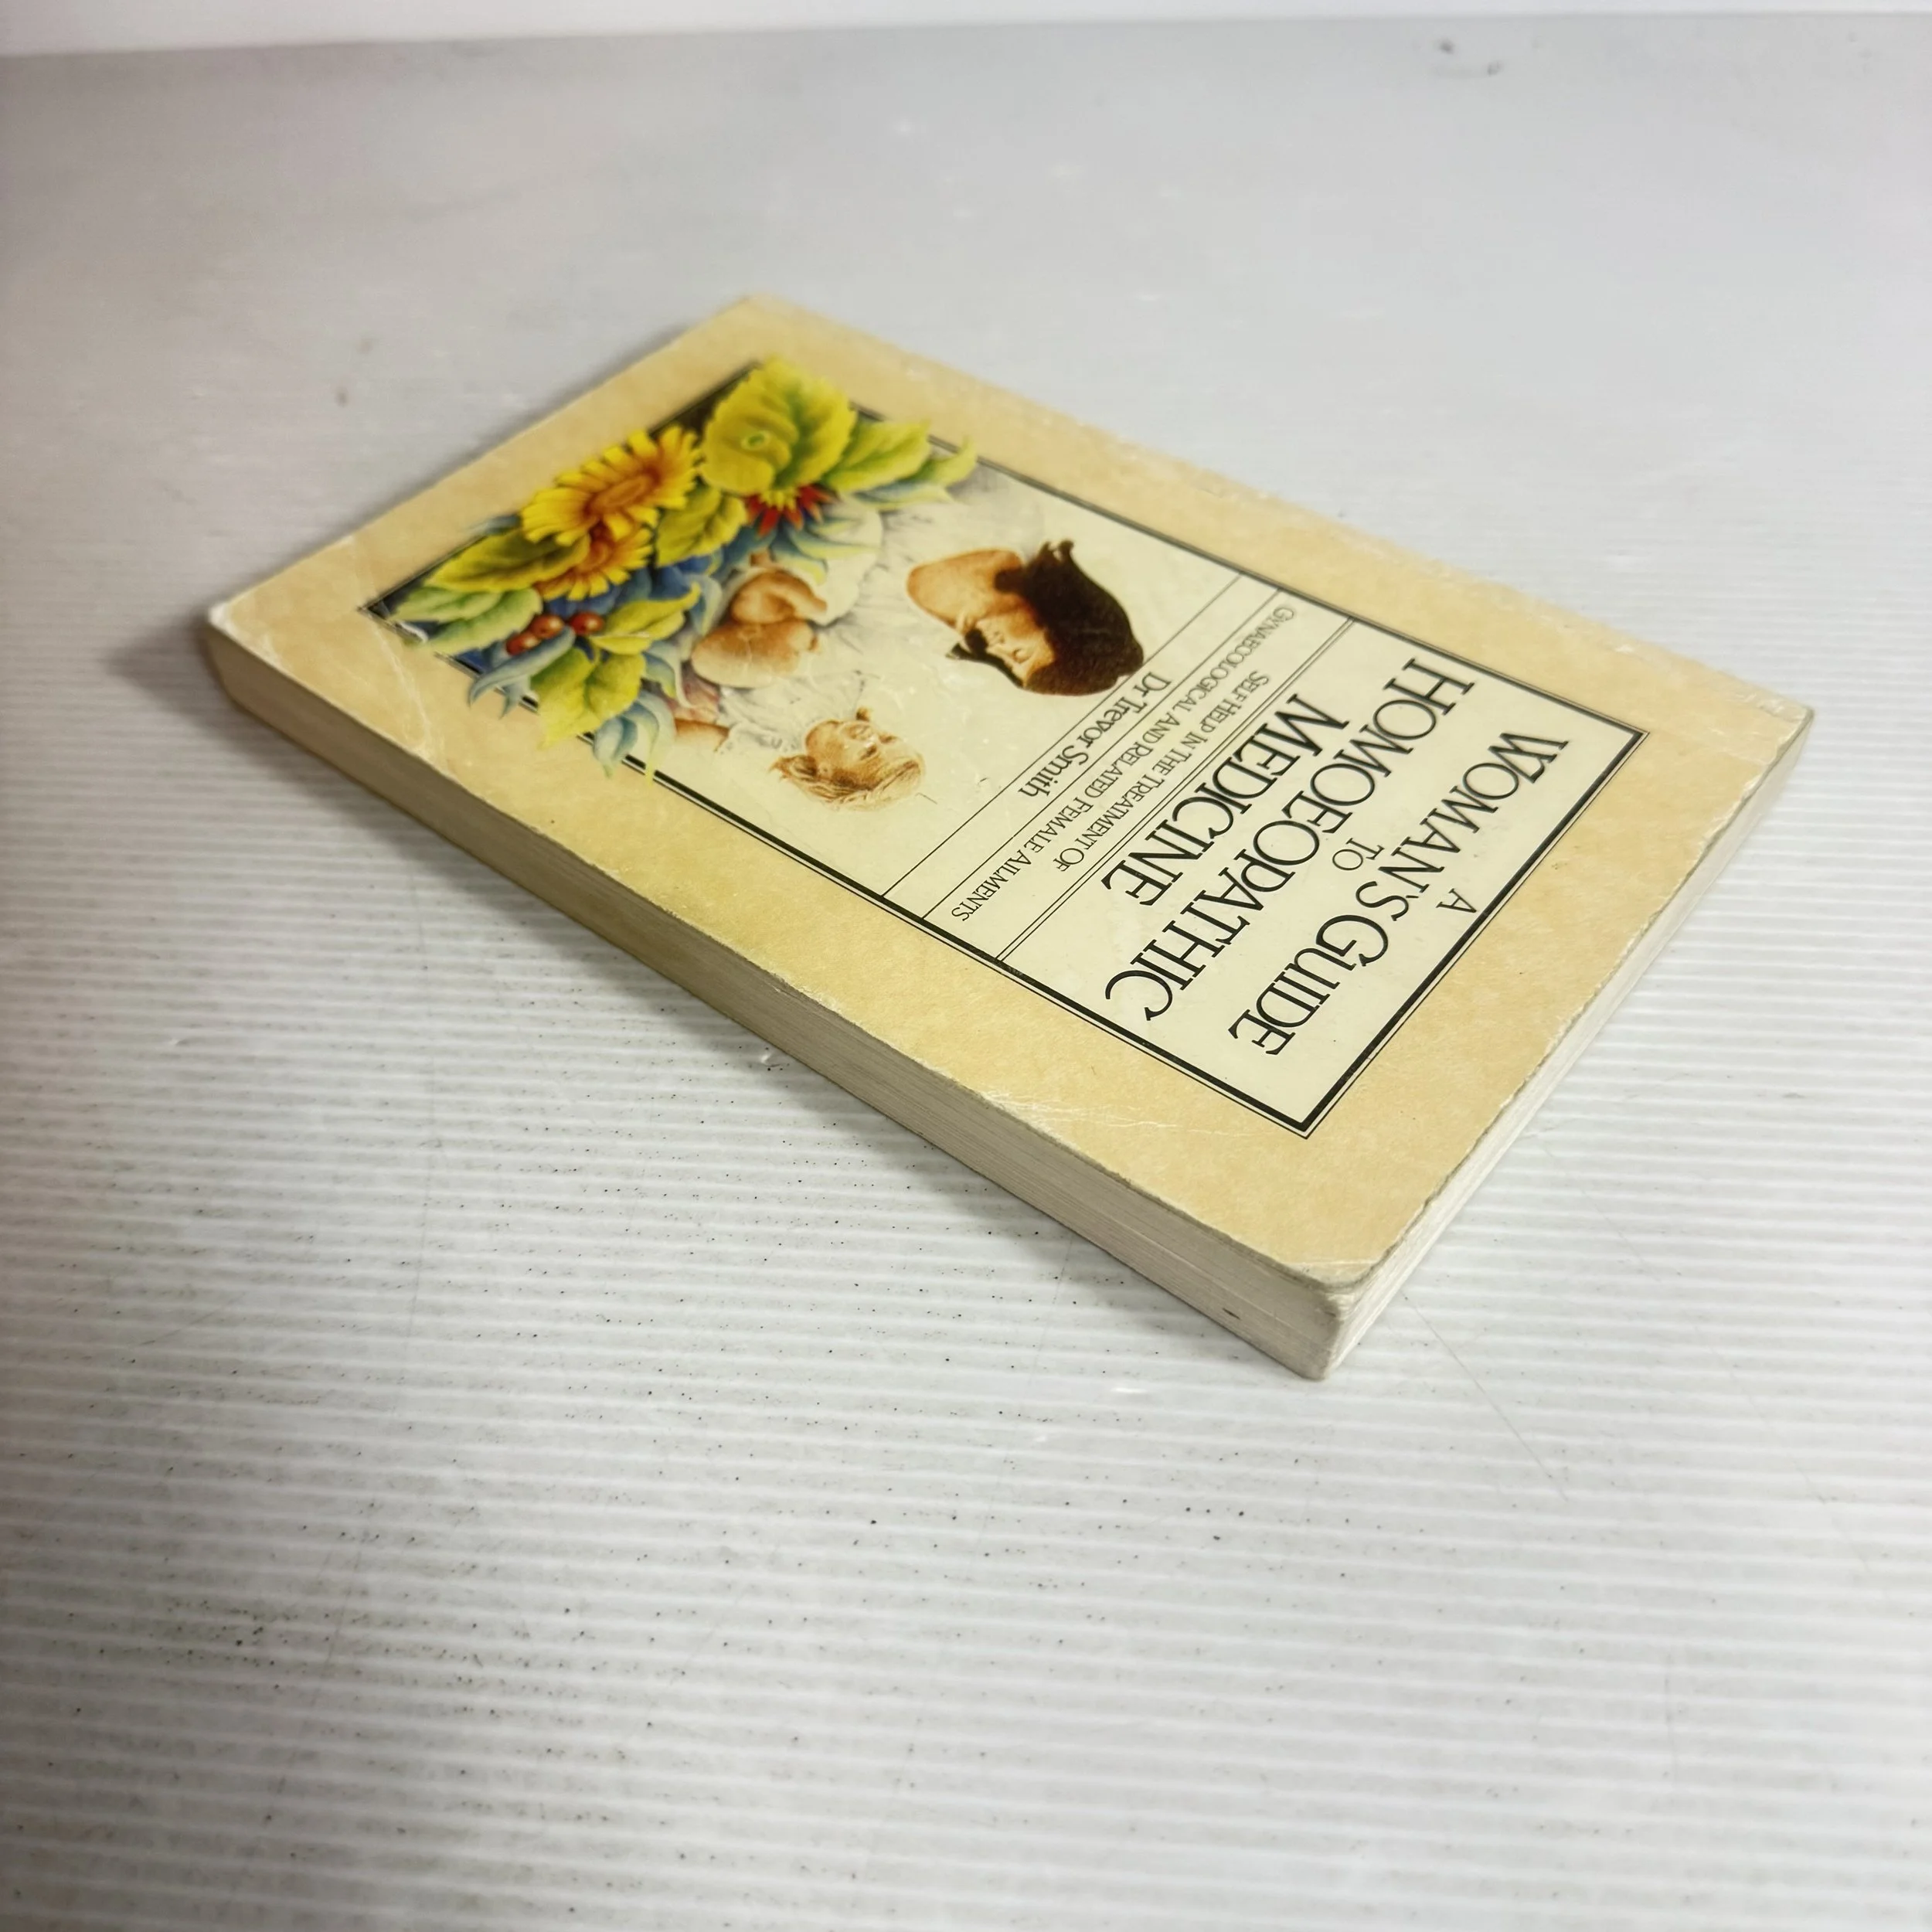 A
WOMAN'S GUIDE
TO
HOMOEOPATHIC
MEDICINE
SELF HELP IN THE TREATMENT OF
GYNAECOLOGICAL AND RELATED FEMALE AILMENTS
Dr Trevor Smith